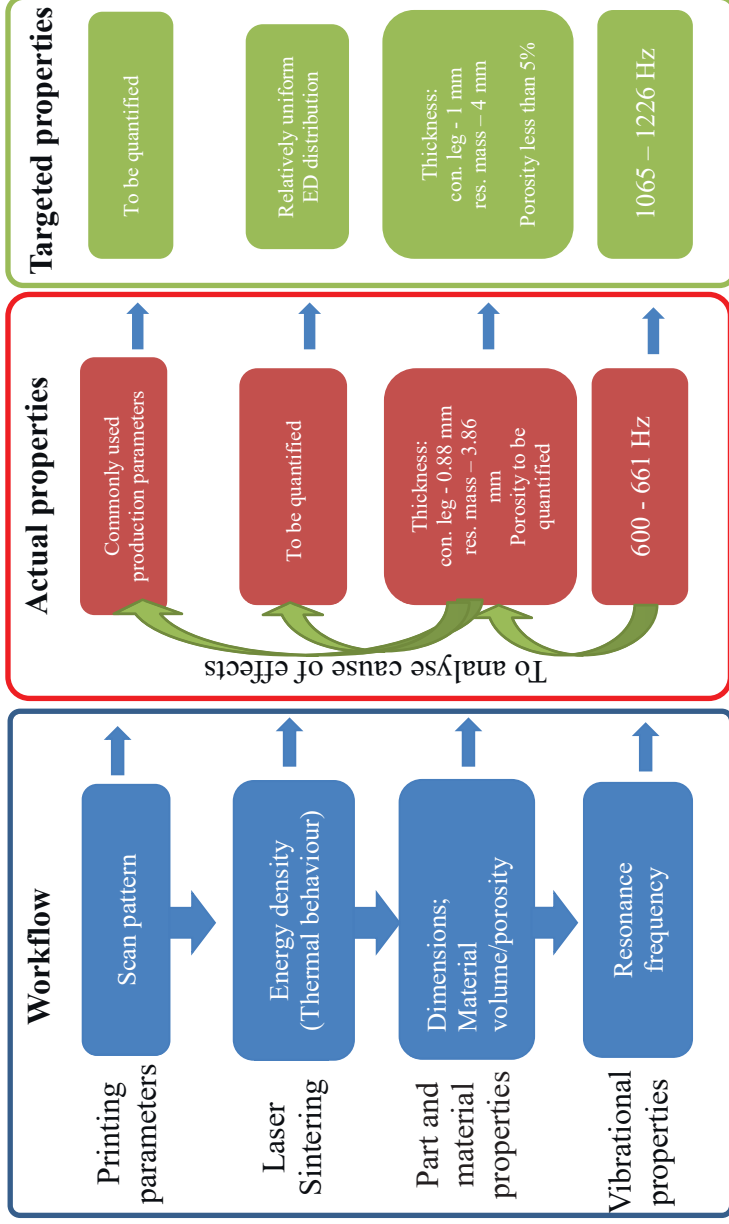 Workflow
Printing
parameters
Scan pattern
Laser
Sintering
Energy density
(Thermal behaviour)
Part and
material
properties
Dimensions;
Material
volume/porosity
Vibrational
properties
Resonance
frequency
Actual properties
To analyse cause of effects
Commonly used
production parameters
To be quantified
Thickness:
con. leg - 0.88 mm
res. mass – 3.86
mm
Porosity to be
quantified
600 - 661 Hz
Targeted properties
To be quantified
Relatively uniform
ED distribution
Thickness:
con. leg - 1 mm
res. mass – 4 mm
Porosity less than 5%
1065 – 1226 Hz